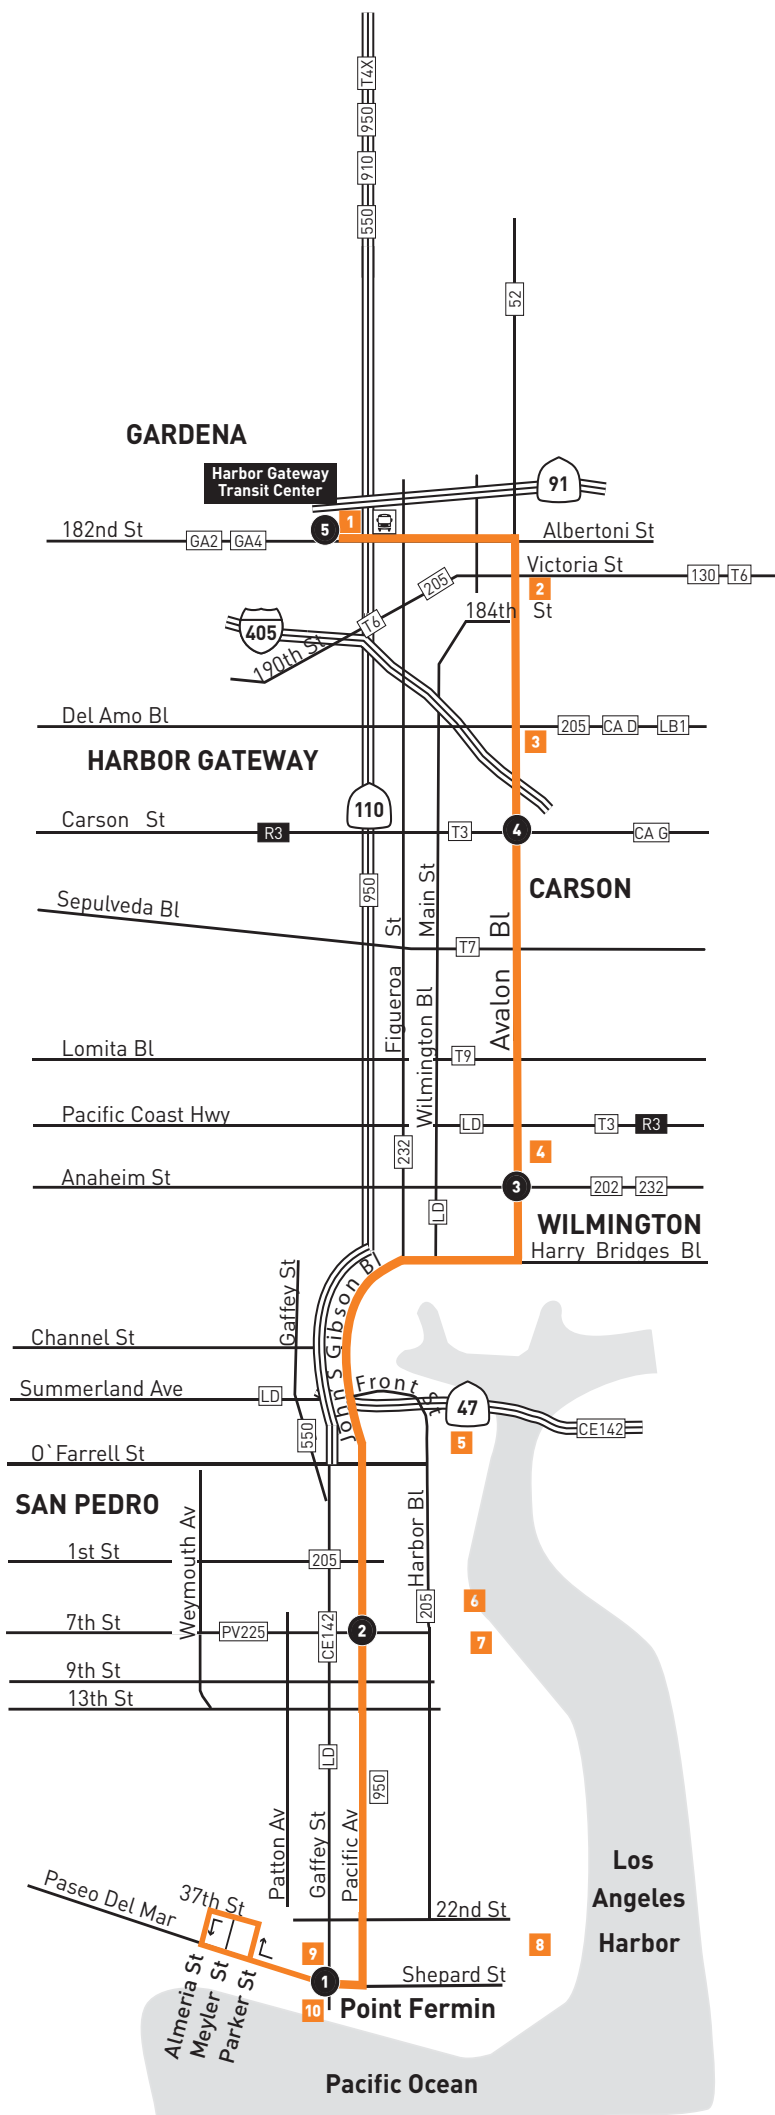 T4X
950
910
550
52
GARDENA
Harbor Gateway
Transit Center
91
5
1
182nd St
GA2
GA4
Albertoni St
Victoria St
130
T6
2
205
184th St
T6
405
190th St
Del Amo Bl
205
CA D
LB1
3
HARBOR GATEWAY
110
Carson St
R3
T3
4
CA G
950
CARSON
Sepulveda Bl
Figueroa St
Main St
Avalon Bl
T7
Wilmington Bl
Lomita Bl
T9
Pacific Coast Hwy
LD
T3
R3
232
4
Anaheim St
3
202
232
LD
WILMINGTON
Harry Bridges Bl
Gaffey St
John S Gibson Bl
Channel St
Summerland Ave
LD
Front St
47
CE142
550
5
O`Farrell St
SAN PEDRO
Weymouth Av
Harbor Bl
1st St
205
205
6
7th St
PV225
CE142
2
7
9th St
13th St
LD
950
Patton Av
Gaffey St
Pacific Av
Los
Angeles
Harbor
Paseo Del Mar
37th St
22nd St
8
9
1
Shepard St
Almeria St
Meyler St
Parker St
10
Point Fermin
Pacific Ocean